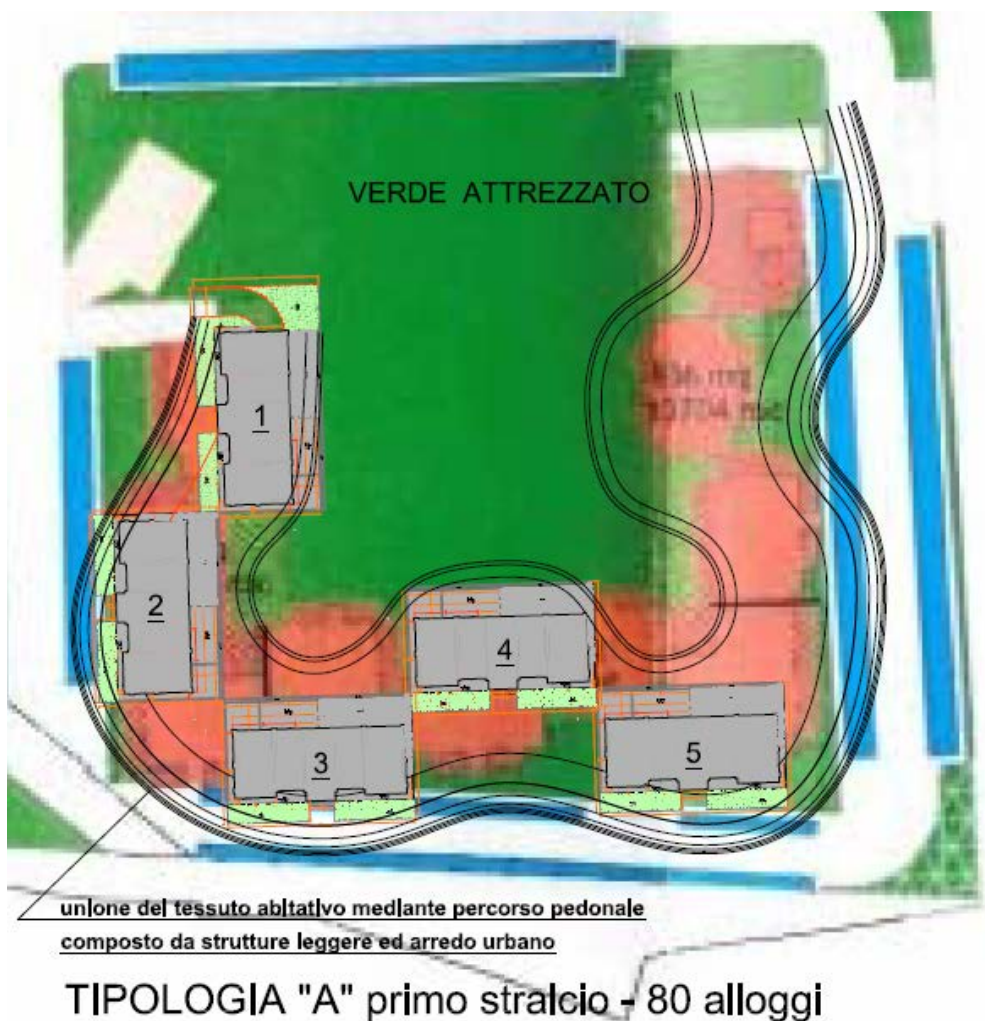 VERDE ATTREZZATO
1
2
4
3
5
unione del tessuto abitativo mediante percorso pedonale
composto da strutture leggere ed arredo urbano
TIPOLOGIA "A" primo stralcio - 80 alloggi